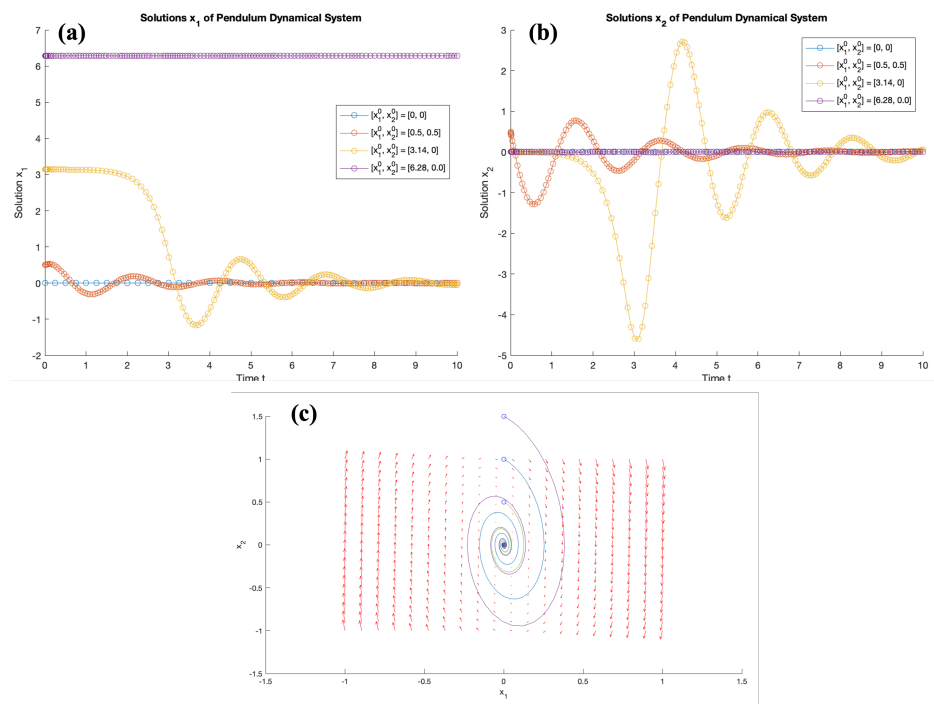 Solutions x₁ of Pendulum Dynamical System
(a)
7
6
5
4
3
2
1
0
-1
-2
Solution x₁
0 1 2 3 4 5 6 7 8 9 10
Time t
[x₁⁰, x₂⁰] = [0, 0]
[x₁⁰, x₂⁰] = [0.5, 0.5]
[x₁⁰, x₂⁰] = [3.14, 0]
[x₁⁰, x₂⁰] = [6.28, 0.0]
Solutions x₂ of Pendulum Dynamical System
(b)
3
2
1
0
-1
-2
-3
-4
-5
Solution x₂
0 1 2 3 4 5 6 7 8 9 10
Time t
[x₁⁰, x₂⁰] = [0, 0]
[x₁⁰, x₂⁰] = [0.5, 0.5]
[x₁⁰, x₂⁰] = [3.14, 0]
[x₁⁰, x₂⁰] = [6.28, 0.0]
(c)
1.5
1
0.5
0
-0.5
-1
-1.5
x₂
-1.5 -1 -0.5 0 0.5 1 1.5
x₁